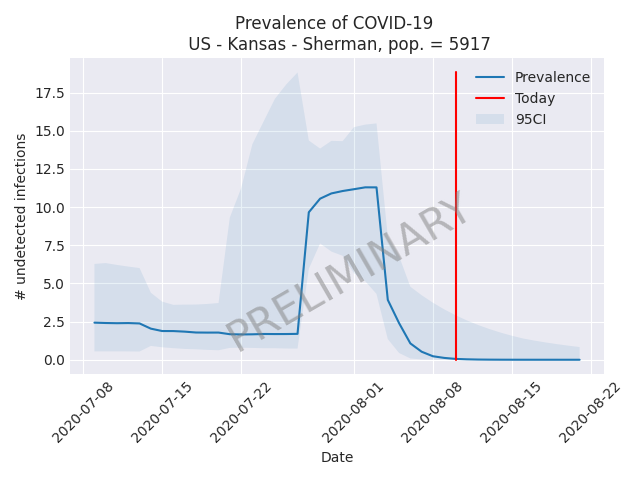 Prevalence of COVID-19
US - Kansas - Sherman, pop. = 5917
Prevalence
Today
95CI
# undetected infections
17.5
15.0
12.5
10.0
7.5
5.0
2.5
0.0
PRELIMINARY
2020-07-08
2020-07-15
2020-07-22
2020-08-01
2020-08-08
2020-08-15
2020-08-22
Date